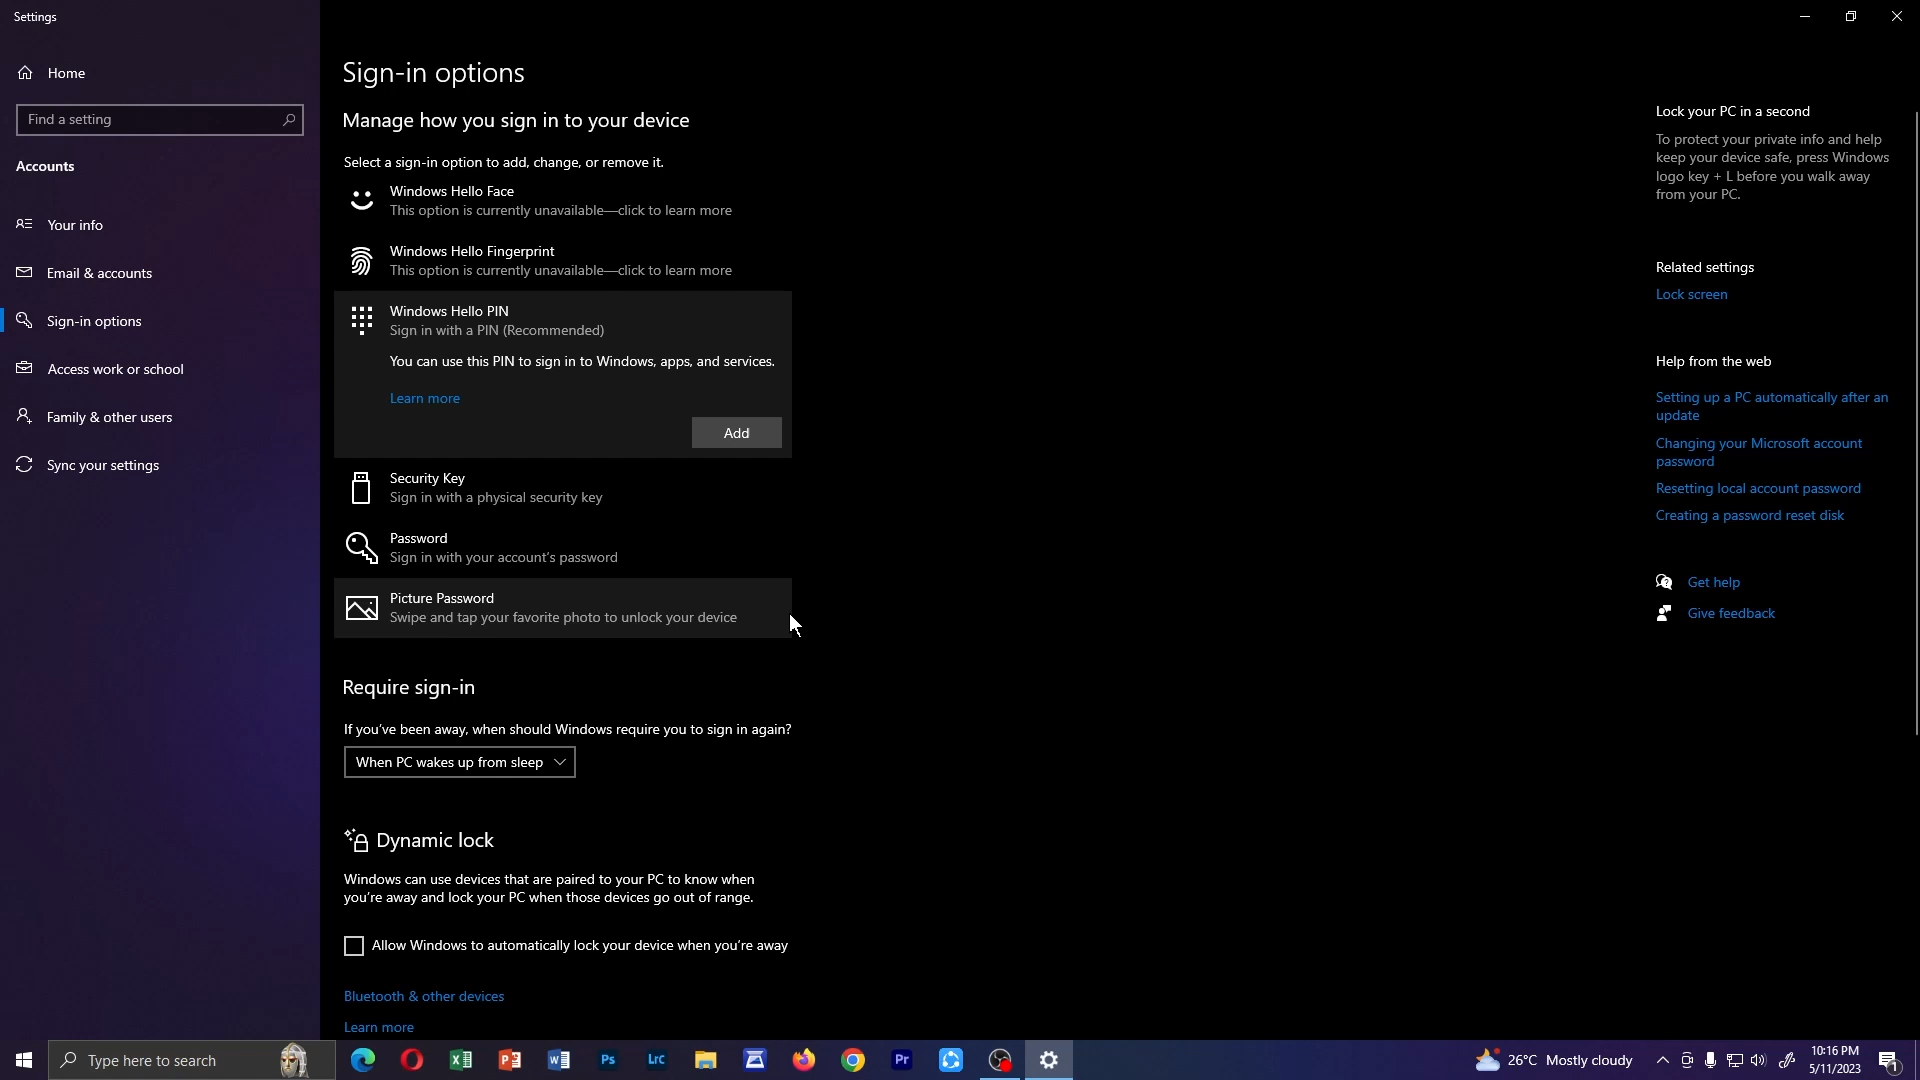 Settings
Home
Find a setting
Accounts
Your info
Email & accounts
Sign-in options
Access work or school
Family & other users
Sync your settings
Sign-in options
Manage how you sign in to your device
Select a sign-in option to add, change, or remove it.
Windows Hello Face
This option is currently unavailable—click to learn more
Windows Hello Fingerprint
This option is currently unavailable—click to learn more
Windows Hello PIN
Sign in with a PIN (Recommended)
You can use this PIN to sign in to Windows, apps, and services.
Learn more
Add
Security Key
Sign in with a physical security key
Password
Sign in with your account's password
Picture Password
Swipe and tap your favorite photo to unlock your device
Require sign-in
If you've been away, when should Windows require you to sign in again?
When PC wakes up from sleep
Dynamic lock
Windows can use devices that are paired to your PC to know when
you're away and lock your PC when those devices go out of range.
Allow Windows to automatically lock your device when you're away
Bluetooth & other devices
Learn more
Lock your PC in a second
To protect your private info and help
keep your device safe, press Windows
logo key + L before you walk away
from your PC.
Related settings
Lock screen
Help from the web
Setting up a PC automatically after an
update
Changing your Microsoft account
password
Resetting local account password
Creating a password reset disk
Get help
Give feedback
Type here to search
Ps
LrC
Pr
26°C Mostly cloudy
10:16 PM
5/11/2023
1